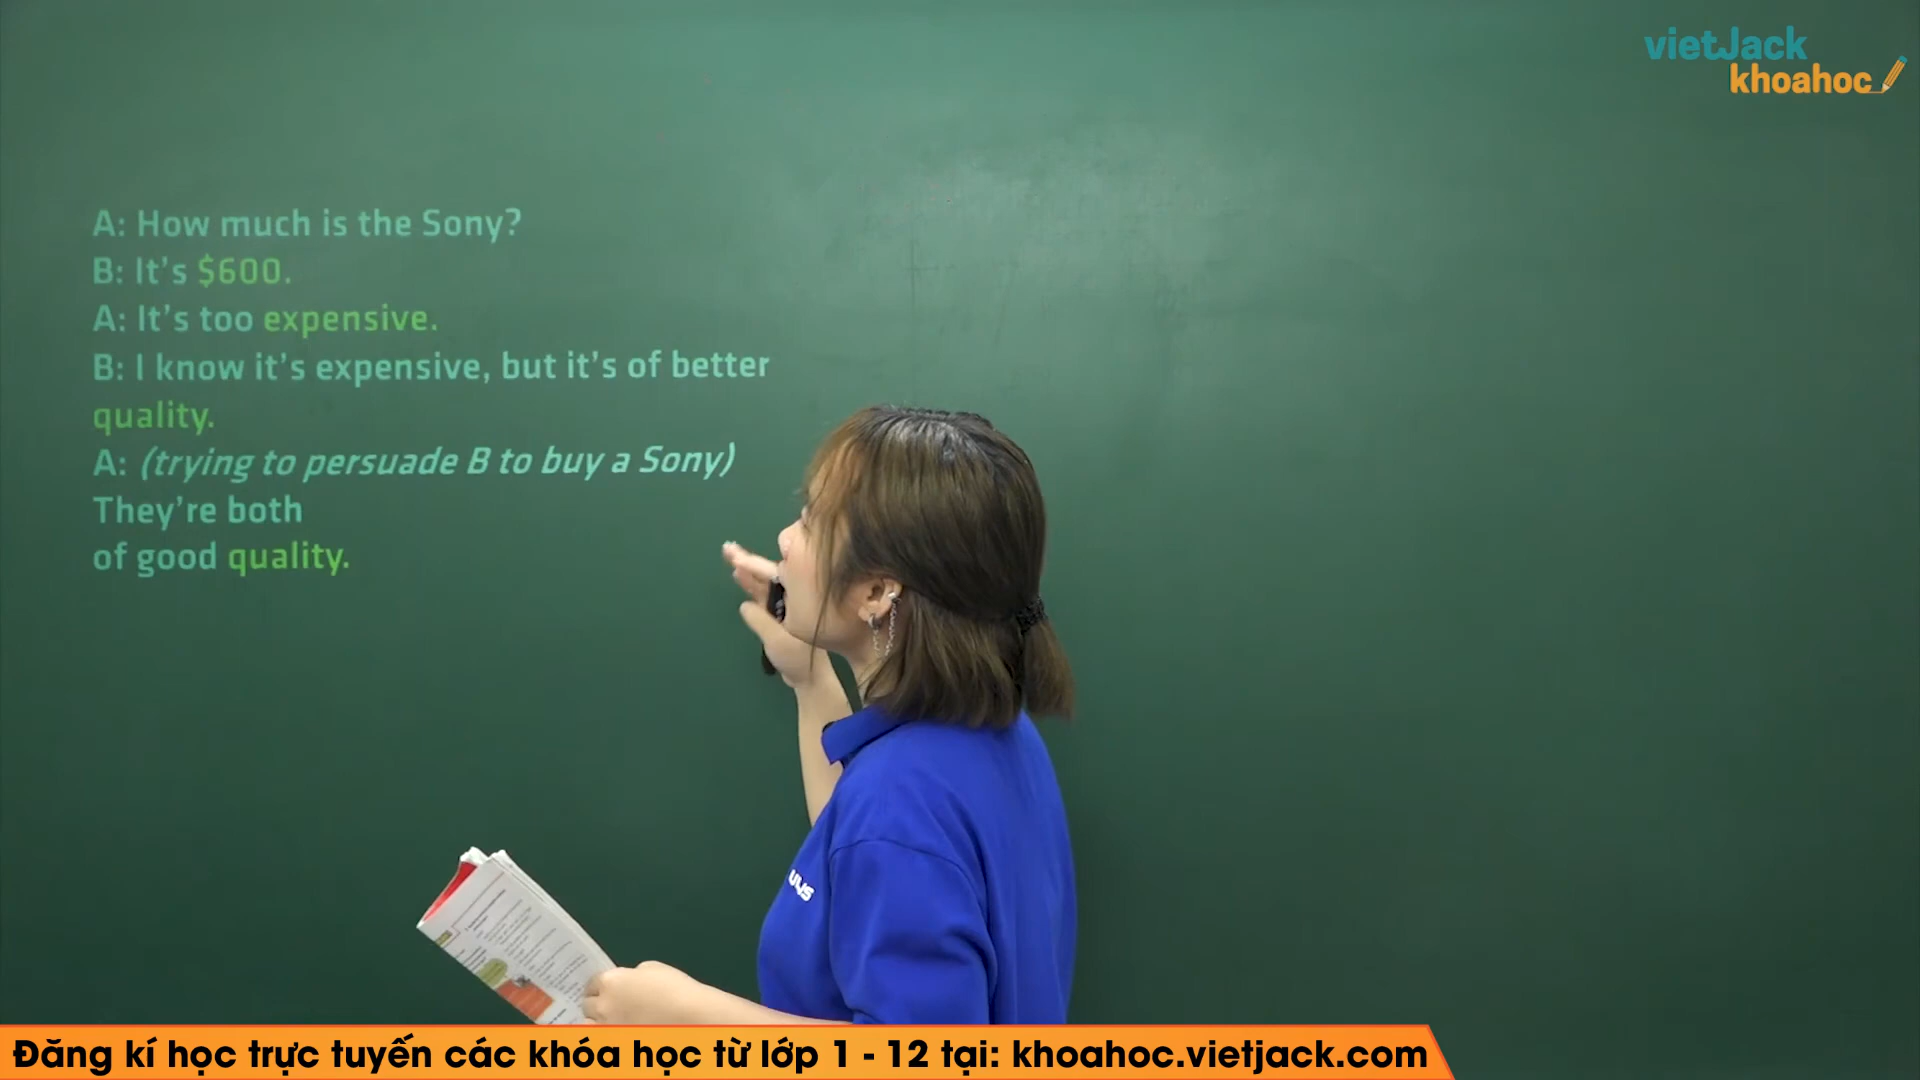 vietJack
khoahoc
A: How much is the Sony?
B: It's $600.
A: It's too expensive.
B: I know it's expensive, but it's of better
quality.
A: (trying to persuade B to buy a Sony)
They're both
of good quality.
Đăng kí học trực tuyến các khóa học từ lớp 1 - 12 tại: khoahoc.vietjack.com